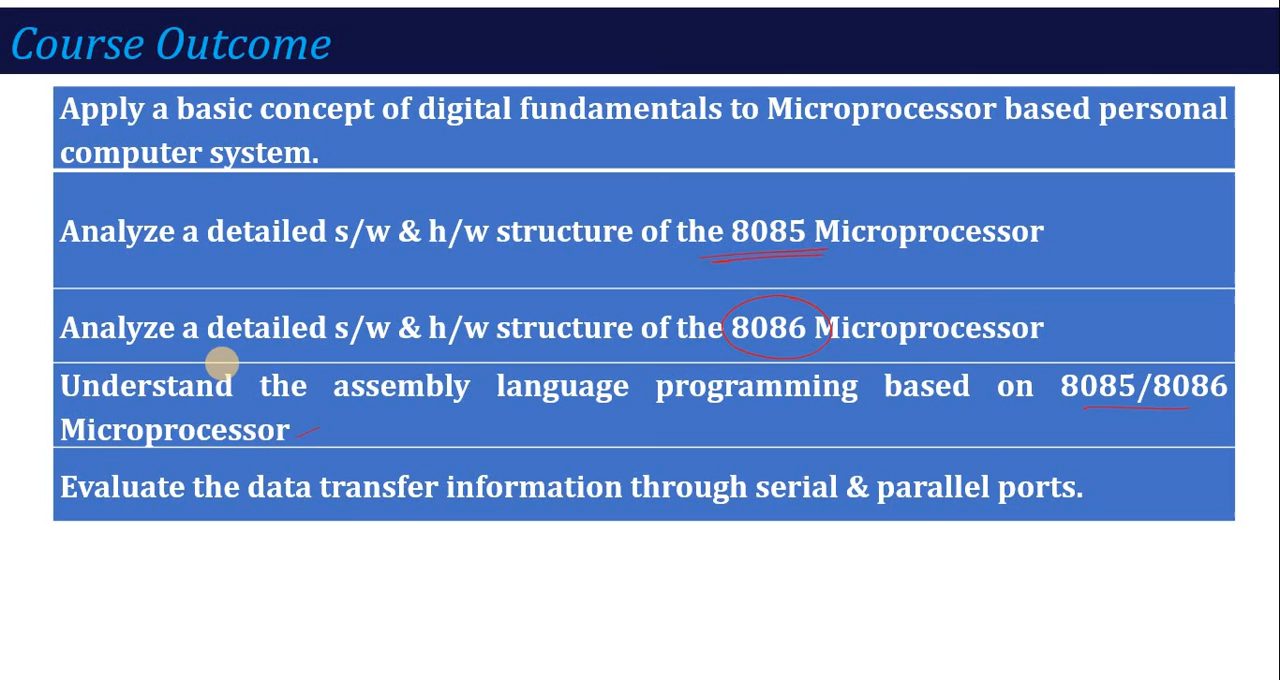 Course Outcome
Apply a basic concept of digital fundamentals to Microprocessor based personal
computer system.
Analyze a detailed s/w & h/w structure of the 8085 Microprocessor
Analyze a detailed s/w & h/w structure of the 8086 Microprocessor
Understand the assembly language programming based on 8085/8086
Microprocessor
Evaluate the data transfer information through serial & parallel ports.